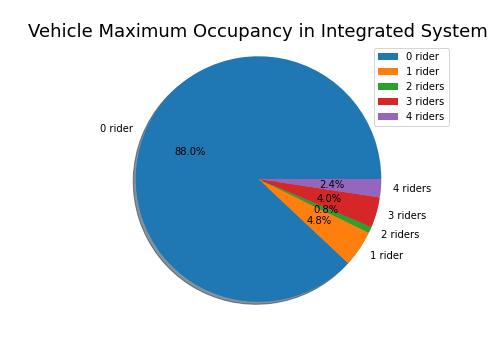 Vehicle Maximum Occupancy in Integrated System
0 rider
1 rider
2 riders
3 riders
4 riders
0 rider
88.0%
2.4%
4 riders
4.0%
3 riders
0.8%
2 riders
4.8%
1 rider